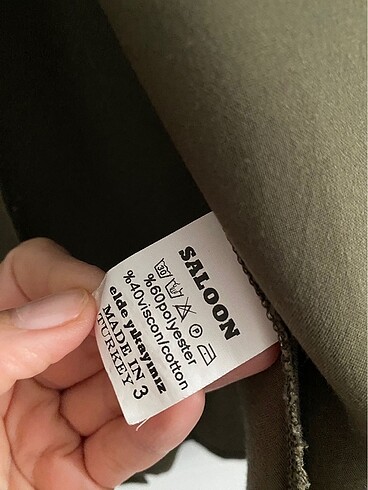 SALOON
%60polyester
%40viscon/cotton
elde yıkayınız
MADE IN
TURKEY 3